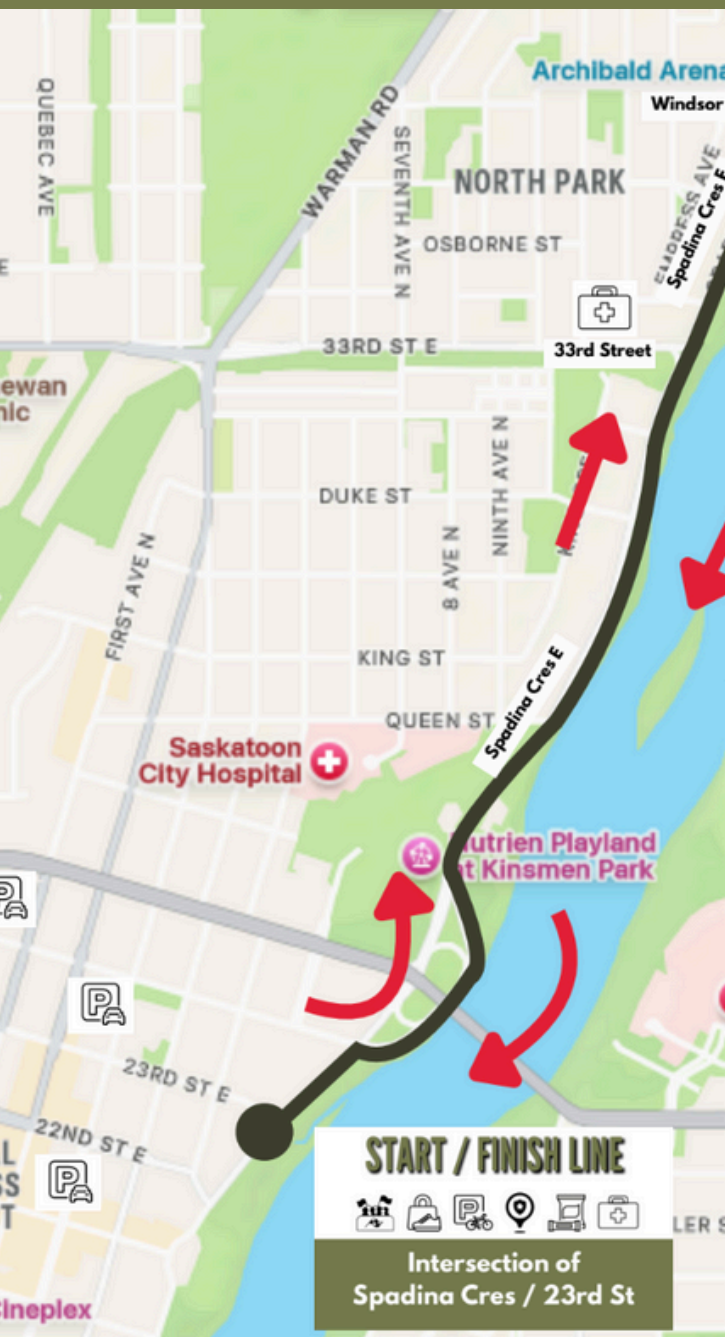 Archibald Arena
Windsor
QUEBEC AVE
WARMAN RD
SEVENTH AVE N
NORTH PARK
EMPRESS AVE
Spadina Cres E
OSBORNE ST
33RD ST E
33rd Street
DUKE ST
NINTH AVE N
8 AVE N
FIRST AVE N
KING ST
QUEEN ST
Spadina Cres E
Saskatoon
City Hospital
Nutrien Playland
at Kinsmen Park
P
P
23RD ST E
22ND ST E
P
START / FINISH LINE
P
Intersection of
Spadina Cres / 23rd St